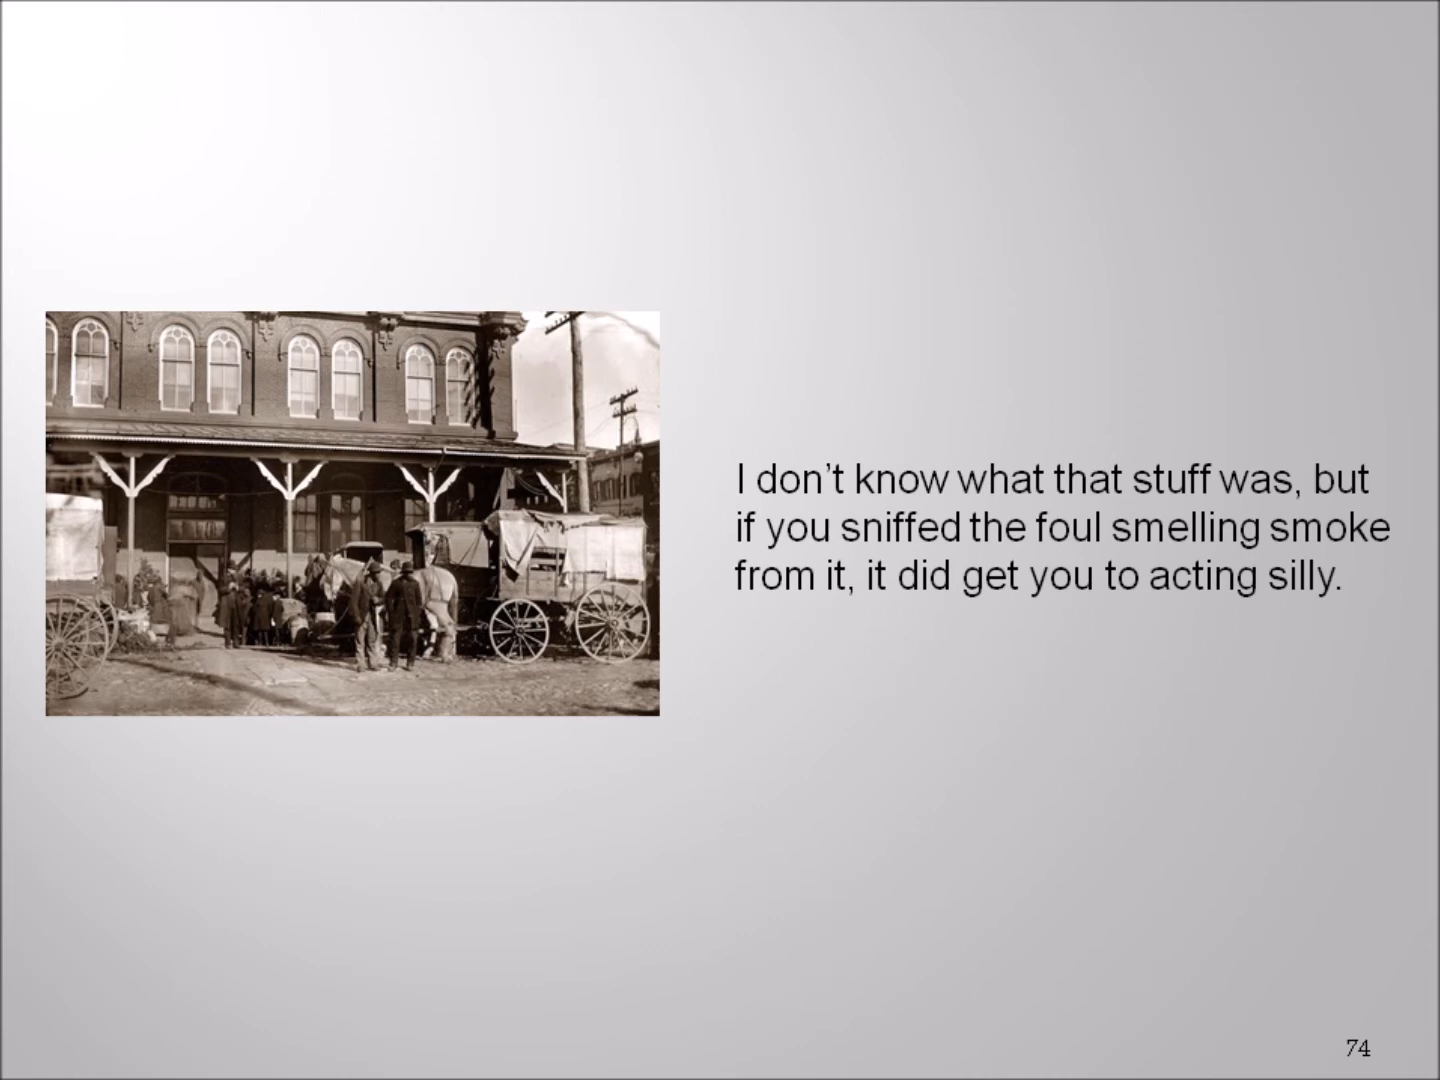 I don’t know what that stuff was, but
if you sniffed the foul smelling smoke
from it, it did get you to acting silly.
74